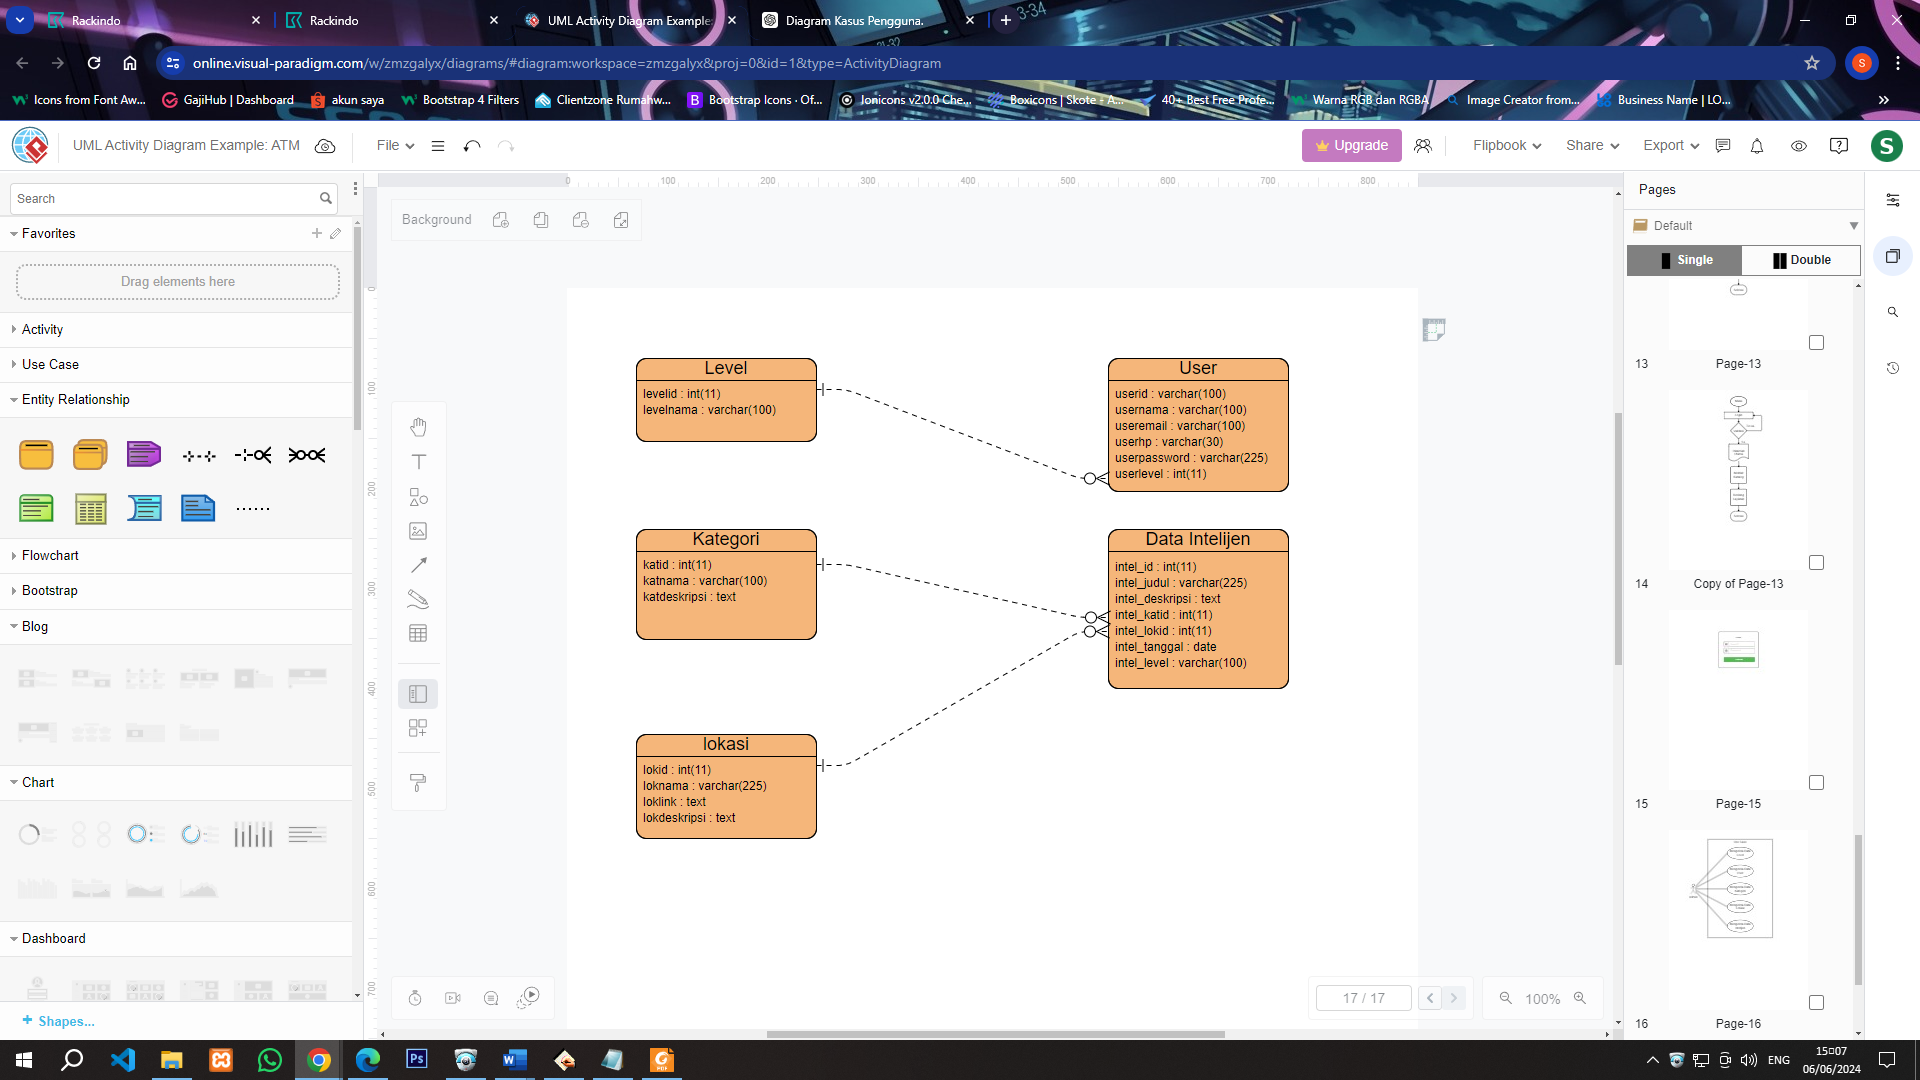 Rackindo
Rackindo
UML Activity Diagram Example:
Diagram Kasus Pengguna.
online.visual-paradigm.com/w/zmzgalyx/diagrams/#diagram:workspace=zmzgalyx&proj=0&id=1&type=ActivityDiagram
S
Icons from Font Aw...
GajiHub | Dashboard
akun saya
Bootstrap 4 Filters
Clientzone Rumahw...
Bootstrap Icons · Of...
Ionicons v2.0.0 Che...
Boxicons | Skote - A...
40+ Best Free Profe...
Warna RGB dan RGBA
Image Creator from...
Business Name | LO...
UML Activity Diagram Example: ATM
File
Upgrade
Flipbook
Share
Export
S
Search
Favorites
Drag elements here
Activity
Use Case
Entity Relationship
Flowchart
Bootstrap
Blog
Chart
Dashboard
+ Shapes...
0 100 200 300 400 500 600 700 800
0 100 200 300 400 500 600 700
Background
Level
levelid : int(11)
levelnama : varchar(100)
User
userid : varchar(100)
usernama : varchar(100)
useremail : varchar(100)
userhp : varchar(30)
userpassword : varchar(225)
userlevel : int(11)
Kategori
katid : int(11)
katnama : varchar(100)
katdeskripsi : text
Data Intelijen
intel_id : int(11)
intel_judul : varchar(225)
intel_deskripsi : text
intel_katid : int(11)
intel_lokid : int(11)
intel_tanggal : date
intel_level : varchar(100)
lokasi
lokid : int(11)
loknama : varchar(225)
loklink : text
lokdeskripsi : text
17 / 17
100%
Pages
Default
Single
Double
13
Page-13
14
Copy of Page-13
15
Page-15
16
Page-16
ENG
15:07
06/06/2024